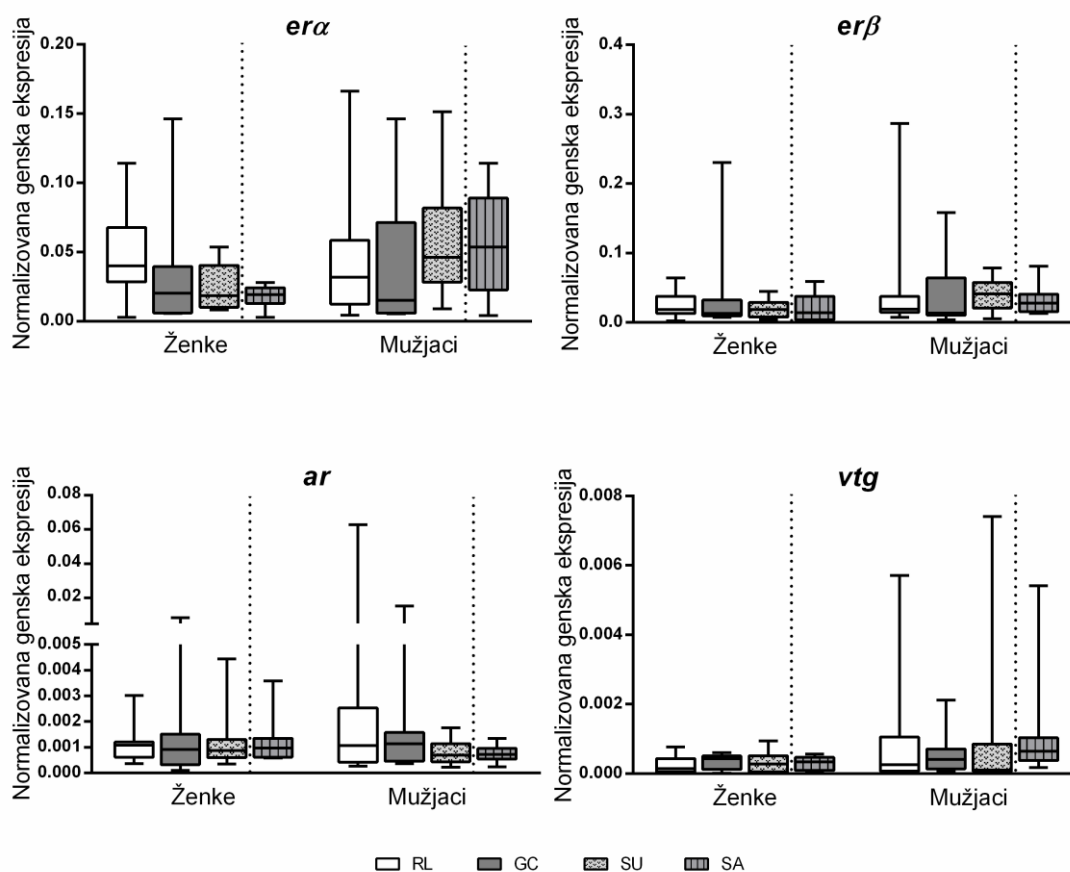 erα
Normalizovana genska ekspresija
0.20
0.15
0.10
0.05
0.00
Ženke Mužjaci
erβ
Normalizovana genska ekspresija
0.4
0.3
0.2
0.1
0.0
Ženke Mužjaci
ar
Normalizovana genska ekspresija
0.08
0.06
0.04
0.02
0.005
0.004
0.003
0.002
0.001
0.000
Ženke Mužjaci
vtg
Normalizovana genska ekspresija
0.008
0.006
0.004
0.002
0.000
Ženke Mužjaci
RL GC SU SA